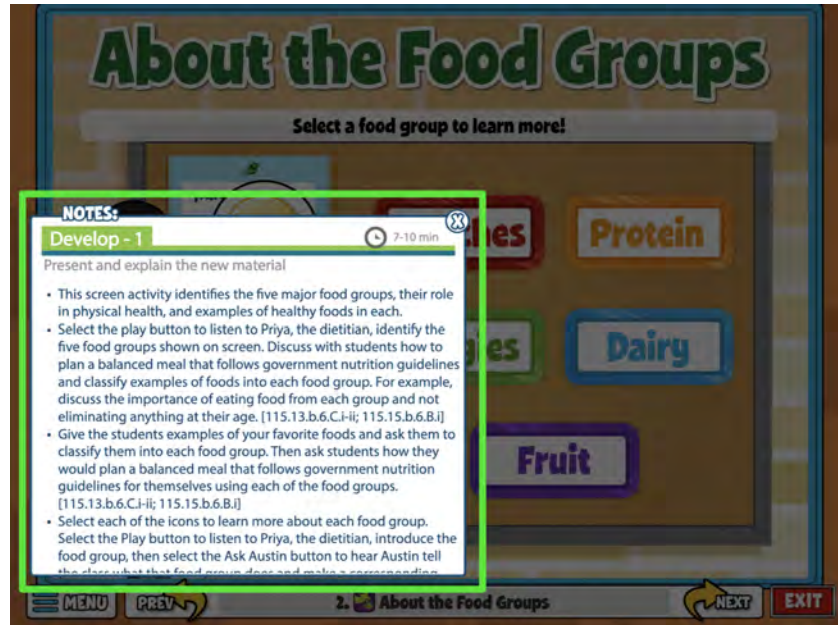 About the Food Groups
Select a food group to learn more!
Protein
Dairy
Fruit
NOTES:
X
Develop - 1
7-10 min
Present and explain the new material
• This screen activity identifies the five major food groups, their role
in physical health, and examples of healthy foods in each.
• Select the play button to listen to Priya, the dietitian, identify the
five food groups shown on screen. Discuss with students how to
plan a balanced meal that follows government nutrition guidelines
and classify examples of foods into each food group. For example,
discuss the importance of eating food from each group and not
eliminating anything at their age. [115.13.b.6.C.i-ii; 115.15.b.6.B.i]
• Give the students examples of your favorite foods and ask them to
classify them into each food group. Then ask students how they
would plan a balanced meal that follows government nutrition
guidelines for themselves using each of the food groups.
[115.13.b.6.C.i-ii; 115.15.b.6.B.i]
• Select each of the icons to learn more about each food group.
Select the Play button to listen to Priya, the dietitian, introduce the
food group, then select the Ask Austin button to hear Austin tell
the class what that food group does and make a corresponding
MENU
PREV
2. About the Food Groups
NEXT
EXIT